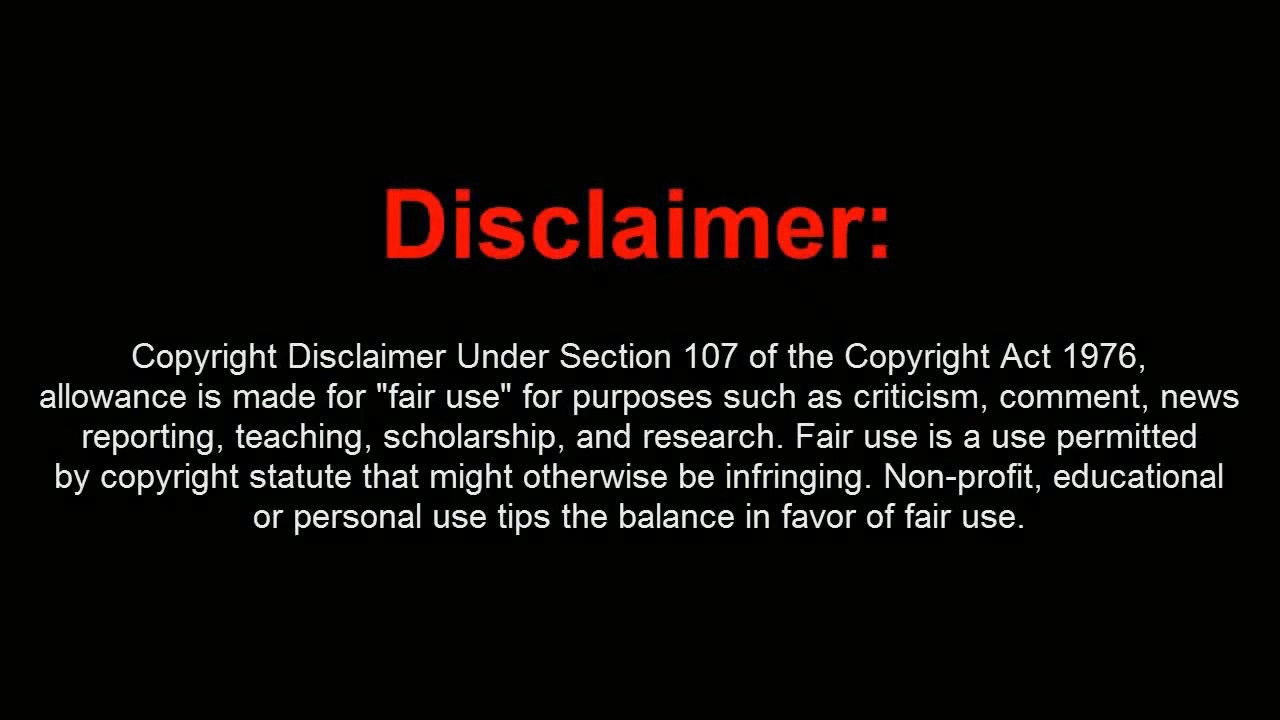 Disclaimer:
Copyright Disclaimer Under Section 107 of the Copyright Act 1976,
allowance is made for "fair use" for purposes such as criticism, comment, news
reporting, teaching, scholarship, and research. Fair use is a use permitted
by copyright statute that might otherwise be infringing. Non-profit, educational
or personal use tips the balance in favor of fair use.